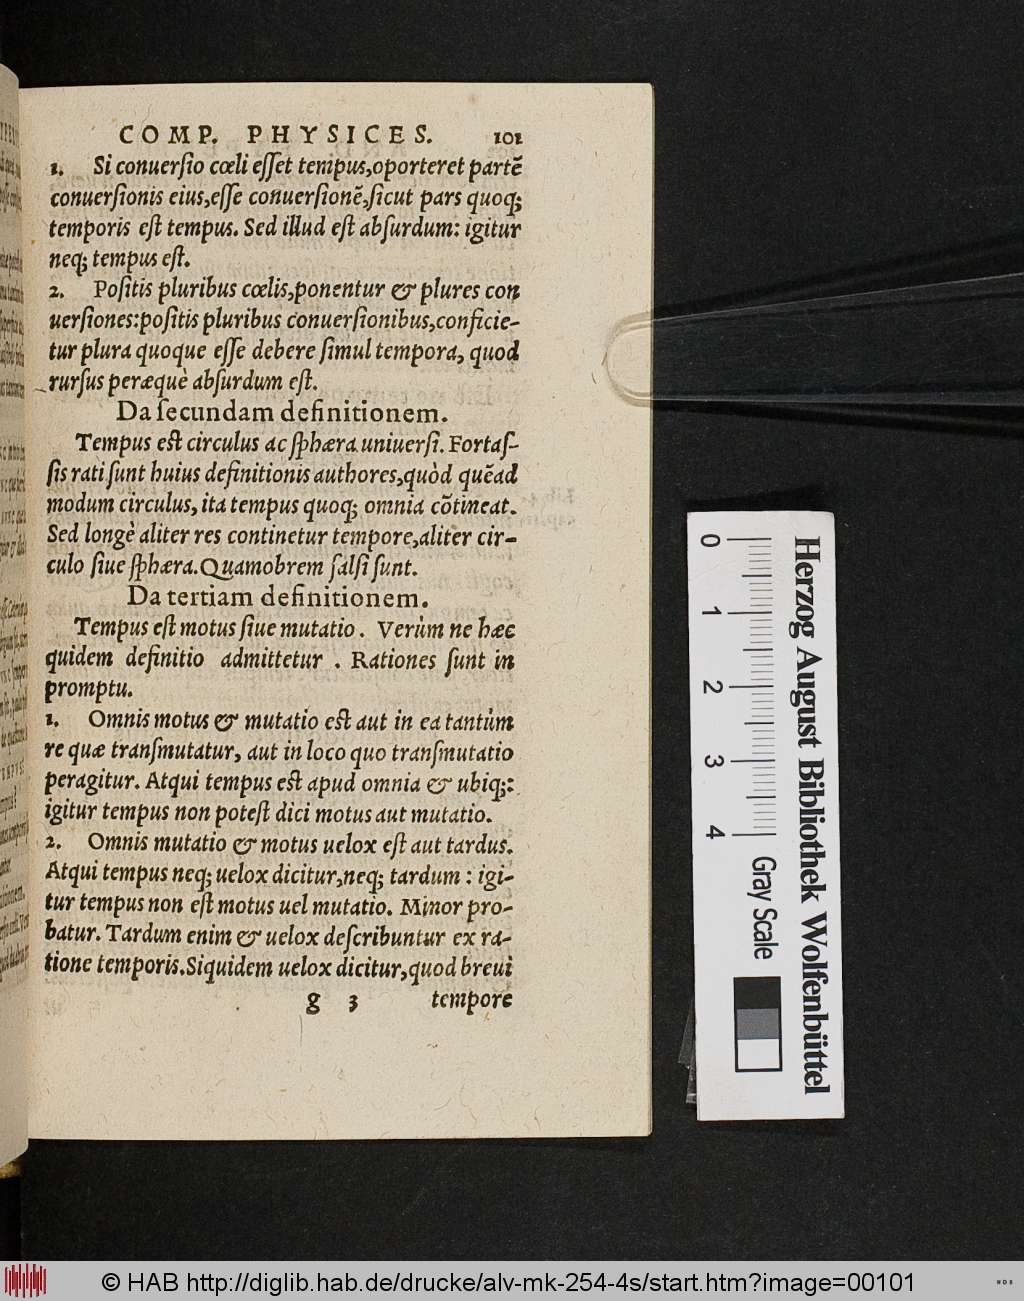 COMP. PHYSICES. 101
1. Si conuerſio cœli eſſet tempus,oporteret partẽ
conuerſionis eius,eſſe conuerſionẽ,ſicut pars quoq;
temporis eſt tempus. Sed illud eſt abſurdum: igitur
neq; tempus eſt.
2. Poſitis pluribus cœlis,ponentur & plures con
uerſiones:poſitis pluribus conuerſionibus,conficie-
tur plura quoque eſſe debere ſimul tempora, quod
rurſus peræquè abſurdum eſt.
Da ſecundam definitionem.
Tempus eſt circulus ac ſphæra uniuerſi. Fortaſ-
ſis rati ſunt huius definitionis authores,quòd quẽad
modum circulus, ita tempus quoq; omnia cõtineat.
Sed longè aliter res continetur tempore,aliter cir-
culo ſiue ſphæra. Quamobrem falſi ſunt.
Da tertiam definitionem.
Tempus eſt motus ſiue mutatio. Verùm ne hæc
quidem definitio admittetur. Rationes ſunt in
promptu.
1. Omnis motus & mutatio eſt aut in ea tantùm
re quæ tranſmutatur, aut in loco quo tranſmutatio
peragitur. Atqui tempus eſt apud omnia & ubiq;:
igitur tempus non poteſt dici motus aut mutatio.
2. Omnis mutatio & motus uelox eſt aut tardus.
Atqui tempus neq; uelox dicitur,neq; tardum: igi-
tur tempus non eſt motus uel mutatio. Minor pro-
batur. Tardum enim & uelox deſcribuntur ex ra-
tione temporis. Siquidem uelox dicitur,quod breui
g 3 tempore
0 1 2 3 4
Gray Scale
Herzog August Bibliothek Wolfenbüttel
© HAB http://diglib.hab.de/drucke/alv-mk-254-4s/start.htm?image=00101